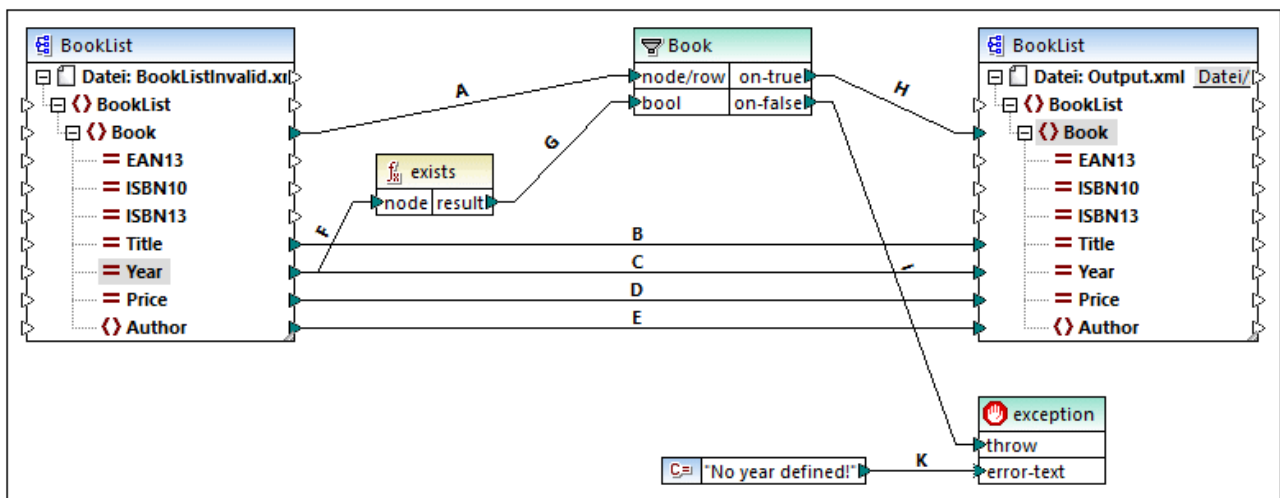 BookList
Datei: BookListInvalid.xn
BookList
Book
EAN13
ISBN10
ISBN13
Title
Year
Price
Author
A
F
exists
node result
G
Book
node/row on-true
bool on-false
H
B
C
D
E
I
BookList
Datei: Output.xml Datei/
BookList
Book
EAN13
ISBN10
ISBN13
Title
Year
Price
Author
exception
throw
error-text
C= "No year defined!"
K